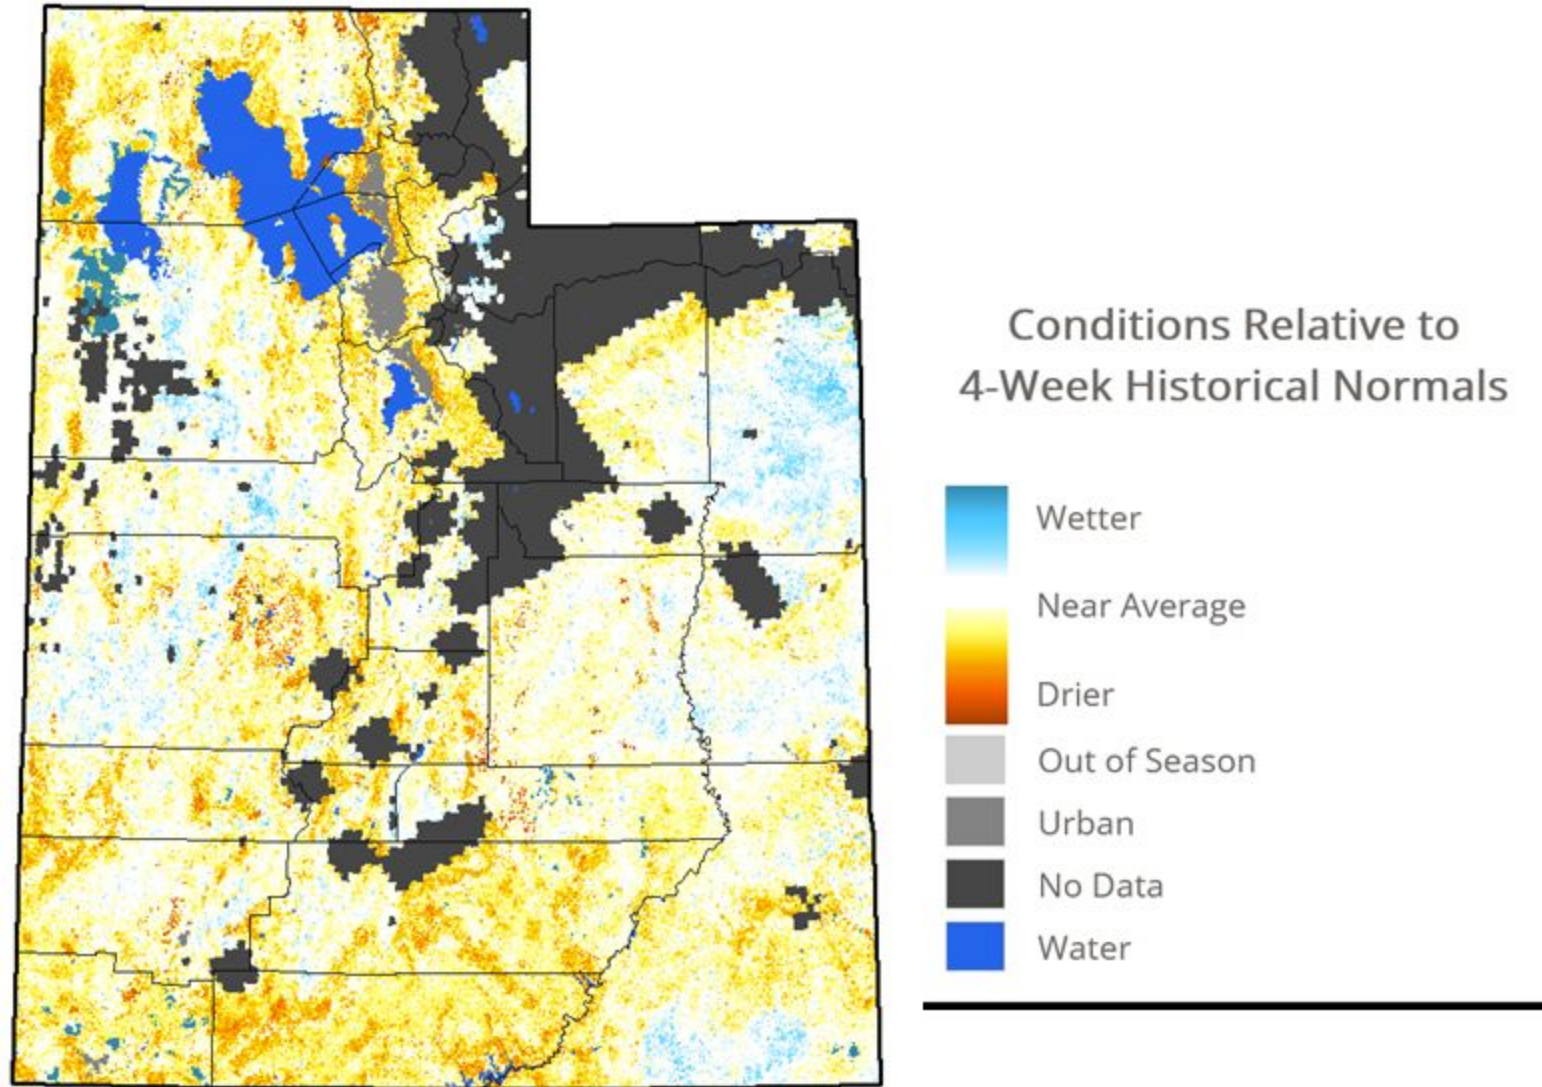 Conditions Relative to
4-Week Historical Normals
Wetter
Near Average
Drier
Out of Season
Urban
No Data
Water